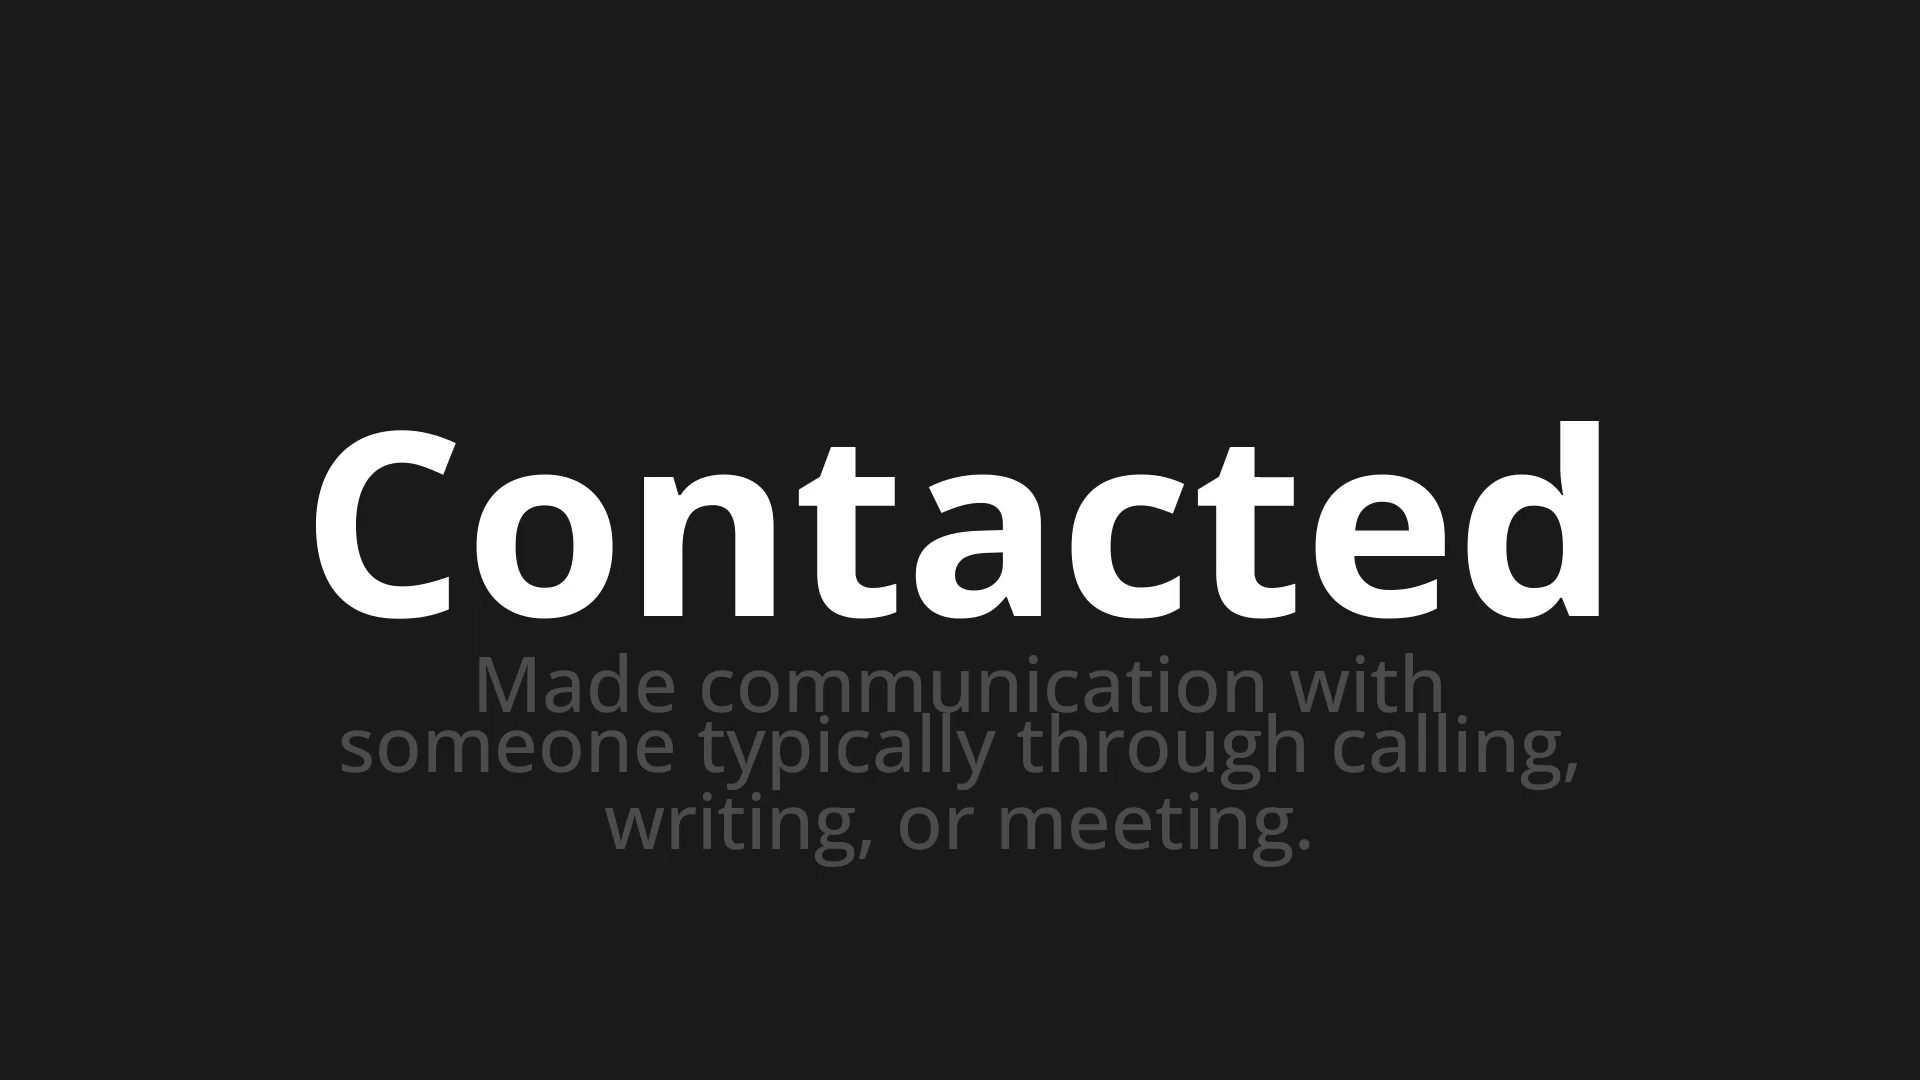 Contacted
Made communication with
someone typically through calling,
writing, or meeting.